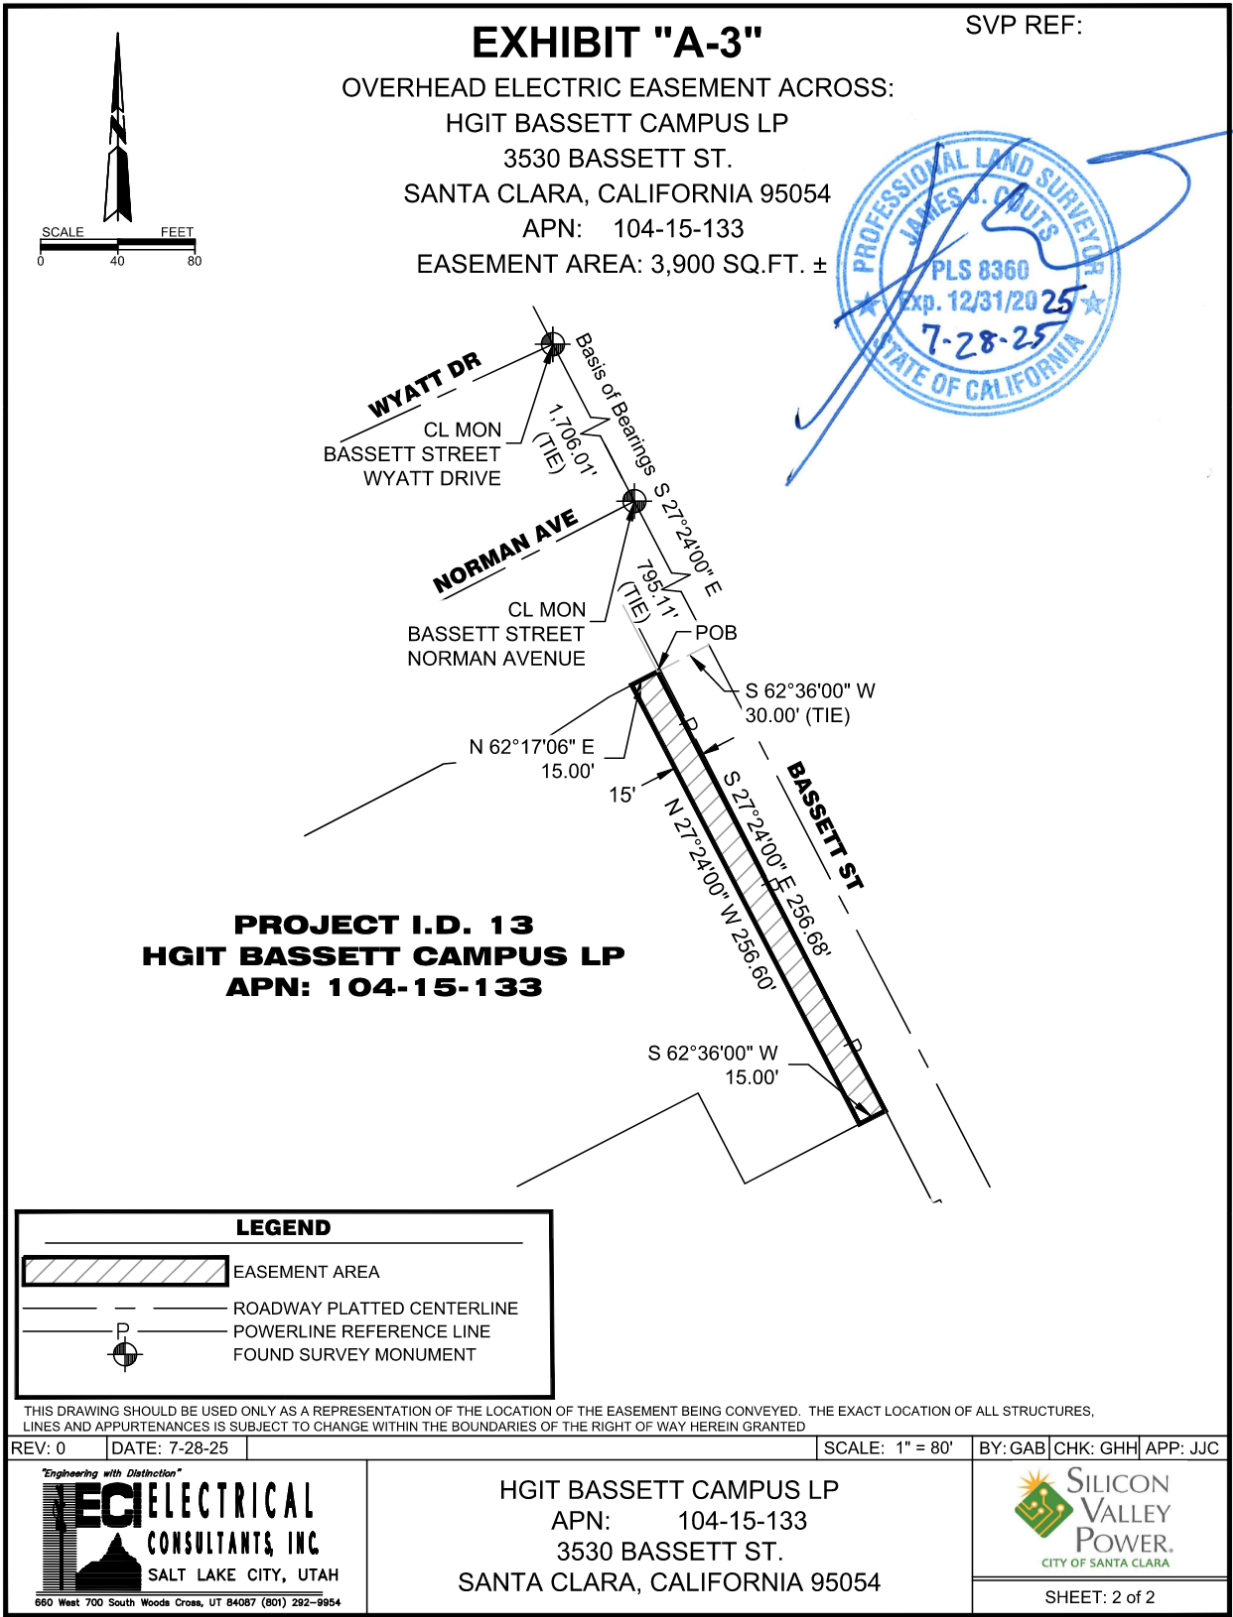 SVP REF:
EXHIBIT "A-3"
OVERHEAD ELECTRIC EASEMENT ACROSS:
HGIT BASSETT CAMPUS LP
3530 BASSETT ST.
SANTA CLARA, CALIFORNIA 95054
APN: 104-15-133
EASEMENT AREA: 3,900 SQ.FT. ±
N
SCALE FEET
0 40 80
PROFESSIONAL LAND SURVEYOR
JAMES J. COUTS
PLS 8360
Exp. 12/31/2025
7-28-25
STATE OF CALIFORNIA
WYATT DR
CL MON
BASSETT STREET
WYATT DRIVE
Basis of Bearings S 27°24'00" E
1,706.01'
(TIE)
NORMAN AVE
CL MON
BASSETT STREET
NORMAN AVENUE
795.11'
(TIE)
POB
S 62°36'00" W
30.00' (TIE)
N 62°17'06" E
15.00'
15'
P
S 27°24'00" E 256.68'
P
N 27°24'00" W 256.60'
BASSETT ST
PROJECT I.D. 13
HGIT BASSETT CAMPUS LP
APN: 104-15-133
P
S 62°36'00" W
15.00'
LEGEND
EASEMENT AREA
ROADWAY PLATTED CENTERLINE
P POWERLINE REFERENCE LINE
FOUND SURVEY MONUMENT
THIS DRAWING SHOULD BE USED ONLY AS A REPRESENTATION OF THE LOCATION OF THE EASEMENT BEING CONVEYED. THE EXACT LOCATION OF ALL STRUCTURES,
LINES AND APPURTENANCES IS SUBJECT TO CHANGE WITHIN THE BOUNDARIES OF THE RIGHT OF WAY HEREIN GRANTED
REV: 0 DATE: 7-28-25 SCALE: 1" = 80' BY: GAB CHK: GHH APP: JJC
"Engineering with Distinction"
ECI ELECTRICAL
CONSULTANTS, INC.
SALT LAKE CITY, UTAH
660 West 700 South Woods Cross, UT 84087 (801) 292-9954
HGIT BASSETT CAMPUS LP
APN: 104-15-133
3530 BASSETT ST.
SANTA CLARA, CALIFORNIA 95054
SILICON
VALLEY
POWER.
CITY OF SANTA CLARA
SHEET: 2 of 2